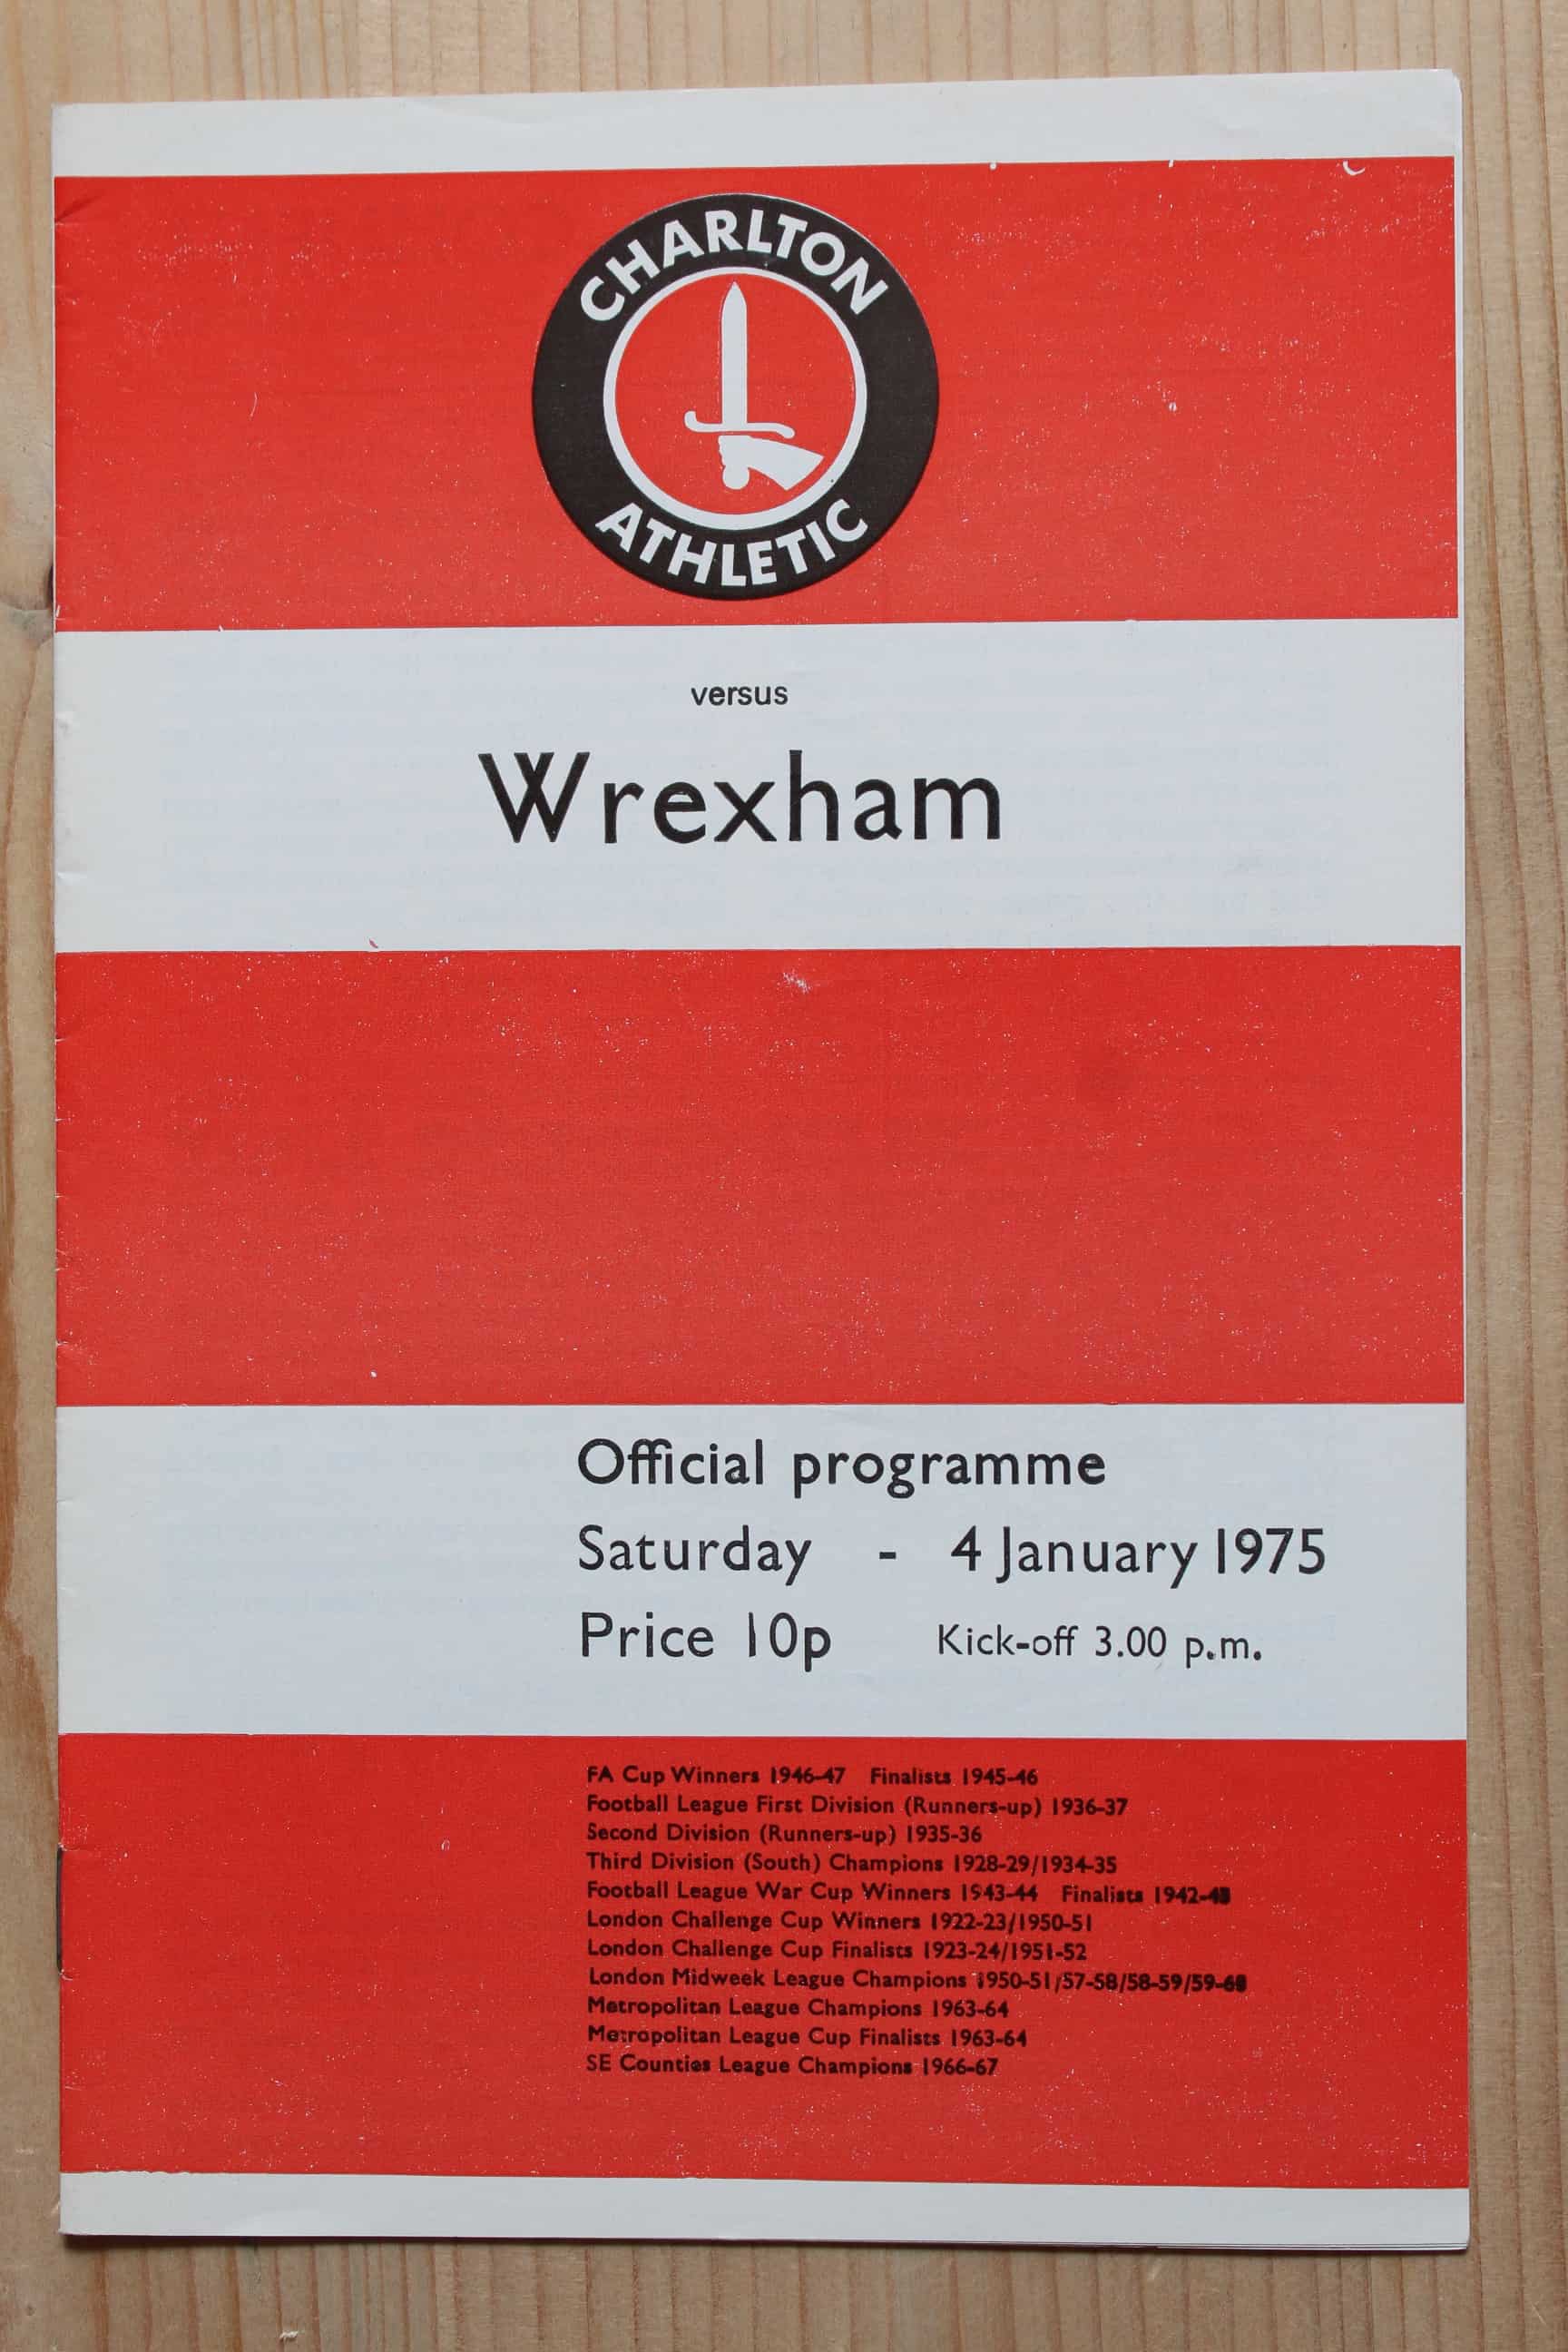 CHARLTON
ATHLETIC
versus
Wrexham
Official programme
Saturday - 4 January 1975
Price 10p Kick-off 3.00 p.m.
FA Cup Winners 1946-47 Finalists 1945-46
Football League First Division (Runners-up) 1936-37
Second Division (Runners-up) 1935-36
Third Division (South) Champions 1928-29/1934-35
Football League War Cup Winners 1943-44 Finalists 1942-43
London Challenge Cup Winners 1922-23/1950-51
London Challenge Cup Finalists 1923-24/1951-52
London Midweek League Champions 1950-51/57-58/58-59/59-60
Metropolitan League Champions 1963-64
Metropolitan League Cup Finalists 1963-64
SE Counties League Champions 1966-67